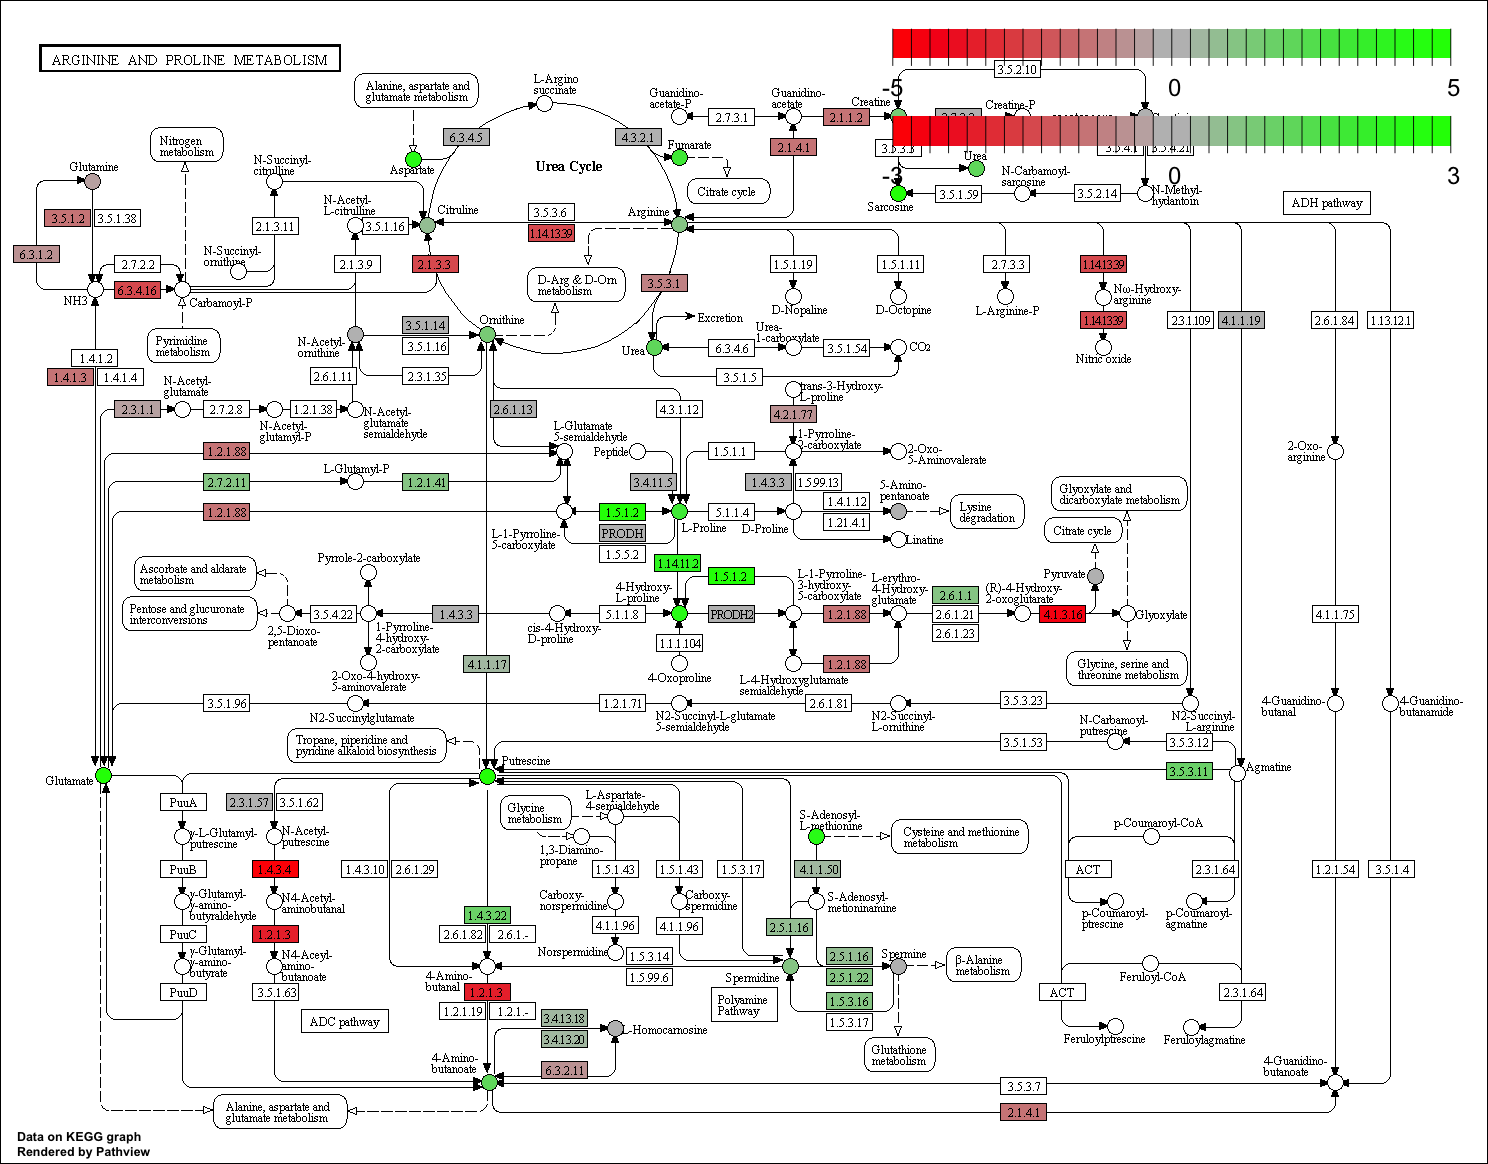 ARGININE AND PROLINE METABOLISM
-5
0
5
-3
0
3
3.5.2.10
Alanine, aspartate and
glutamate metabolism
L-Argino
succinate
Guanidino-
acetate-P
2.7.3.1
Guanidino-
acetate
2.1.1.2
Creatine
Creatine-P
6.3.4.5
4.3.2.1
Fumarate
2.1.4.1
Nitrogen
metabolism
Urea Cycle
Urea
Glutamine
N-Succinyl-
citrulline
Aspartate
Citrate cycle
Sarcosine
3.5.1.59
N-Carbamoyl-
sarcosine
3.5.2.14
N-Methyl-
hydantoin
ADH pathway
3.5.1.2
3.5.1.38
2.1.3.11
N-Acetyl-
L-citrulline
3.5.1.16
Citruline
3.5.3.6
1.14.13.39
Arginine
6.3.1.2
2.7.2.2
N-Succinyl-
ornithine
2.1.3.9
2.1.3.3
D-Arg & D-Orn
metabolism
3.5.3.1
1.5.1.19
1.5.1.11
2.7.3.3
1.14.13.39
NH3
6.3.4.16
Carbamoyl-P
D-Nopaline
D-Octopine
L-Arginine-P
Nω-Hydroxy-
arginine
Pyrimidine
metabolism
N-Acetyl-
ornithine
3.5.1.14
3.5.1.16
Ornithine
Excretion
Urea
Urea-
1-carboxylate
6.3.4.6
3.5.1.54
CO2
1.14.13.39
Nitric oxide
2.3.1.109
4.1.1.19
2.6.1.84
1.13.12.1
1.4.1.2
1.4.1.3
1.4.1.4
2.6.1.11
2.3.1.35
3.5.1.5
N-Acetyl-
glutamate
trans-3-Hydroxy-
L-proline
2.3.1.1
2.7.2.8
N-Acetyl-
glutamyl-P
1.2.1.38
N-Acetyl-
glutamate
semialdehyde
2.6.1.13
4.3.1.12
4.2.1.77
1.2.1.88
L-Glutamate
5-semialdehyde
Peptide
1.5.1.1
1-Pyrroline-
2-carboxylate
2-Oxo-
5-Aminovalerate
2-Oxo-
arginine
2.7.2.11
L-Glutamyl-P
1.2.1.41
3.4.11.5
1.4.3.3
1.5.99.13
5-Amino-
pentanoate
Glyoxylate and
dicarboxylate metabolism
1.2.1.88
L-1-Pyrroline-
5-carboxylate
1.5.1.2
PRODH
1.5.5.2
L-Proline
5.1.1.4
D-Proline
1.4.1.12
1.21.4.1
Linatine
Lysine
degradation
Citrate cycle
Ascorbate and aldarate
metabolism
Pyrrole-2-carboxylate
1.14.11.2
1.5.1.2
Pyruvate
Pentose and glucuronate
interconversions
2,5-Dioxo-
pentanoate
3.5.4.22
1-Pyrroline-
4-hydroxy-
2-carboxylate
1.4.3.3
cis-4-Hydroxy-
D-proline
5.1.1.8
4-Hydroxy-
L-proline
PRODH2
L-1-Pyrroline-
3-hydroxy-
5-carboxylate
1.2.1.88
L-erythro-
4-Hydroxy-
glutamate
2.6.1.1
2.6.1.21
2.6.1.23
(R)-4-Hydroxy-
2-oxoglutarate
4.1.3.16
Glyoxylate
4.1.1.75
1.1.1.104
4-Oxoproline
4.1.1.17
2-Oxo-4-hydroxy-
5-aminovalerate
L-4-Hydroxyglutamate
semialdehyde
1.2.1.88
Glycine, serine and
threonine metabolism
3.5.1.96
N2-Succinylglutamate
1.2.1.71
N2-Succinyl-L-glutamate
5-semialdehyde
2.6.1.81
N2-Succinyl-
L-ornithine
3.5.3.23
N2-Succinyl-
L-arginine
4-Guanidino-
butanal
4-Guanidino-
butanamide
Tropane, piperidine and
pyridine alkaloid biosynthesis
3.5.1.53
N-Carbamoyl-
putrescine
3.5.3.12
Glutamate
Putrescine
3.5.3.11
Agmatine
PuuA
2.3.1.57
3.5.1.62
Glycine
metabolism
L-Aspartate-
4-semialdehyde
S-Adenosyl-
L-methionine
Cysteine and methionine
metabolism
p-Coumaroyl-CoA
γ-L-Glutamyl-
putrescine
N-Acetyl-
putrescine
1,3-Diamino-
propane
PuuB
1.4.3.4
1.4.3.10
2.6.1.29
1.5.1.43
1.5.1.43
1.5.3.17
4.1.1.50
ACT
2.3.1.64
1.2.1.54
3.5.1.4
γ-Glutamyl-
γ-amino-
butyraldehyde
N4-Acetyl-
aminobutanal
Carboxy-
norspermidine
Carboxy-
spermidine
S-Adenosyl-
metioninamine
p-Coumaroyl-
ptrescine
p-Coumaroyl-
agmatine
PuuC
1.2.1.3
1.4.3.22
2.6.1.82
2.6.1.-
4.1.1.96
4.1.1.96
2.5.1.16
γ-Glutamyl-
γ-amino-
butyrate
N4-Aceyl-
amino-
butanoate
4-Amino-
butanal
Norspermidine
1.5.3.14
1.5.99.6
Spermidine
2.5.1.16
2.5.1.22
Spermine
β-Alanine
metabolism
Feruloyl-CoA
PuuD
3.5.1.63
1.2.1.3
1.2.1.19
1.2.1.-
Polyamine
Pathway
1.5.3.16
1.5.3.17
ACT
2.3.1.64
ADC pathway
3.4.13.18
3.4.13.20
L-Homocarnosine
Glutathione
metabolism
Feruloylptrescine
Feruloylagmatine
4-Amino-
butanoate
6.3.2.11
4-Guanidino-
butanoate
3.5.3.7
2.1.4.1
Alanine, aspartate and
glutamate metabolism
Data on KEGG graph
Rendered by Pathview